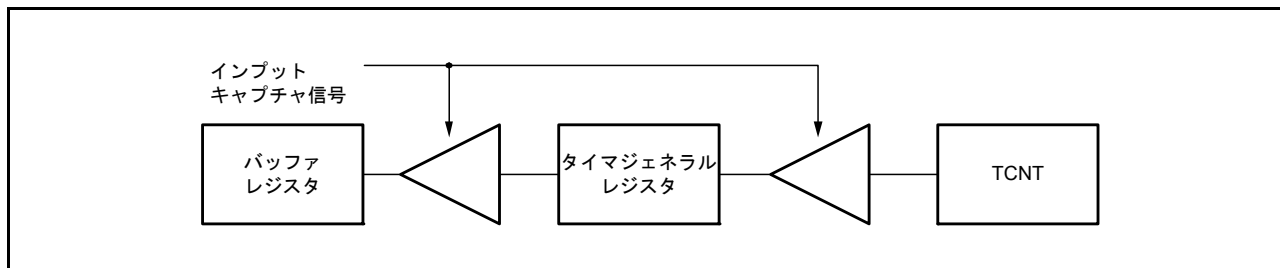 インプット
キャプチャ信号
バッファ
レジスタ
タイマジェネラル
レジスタ
TCNT